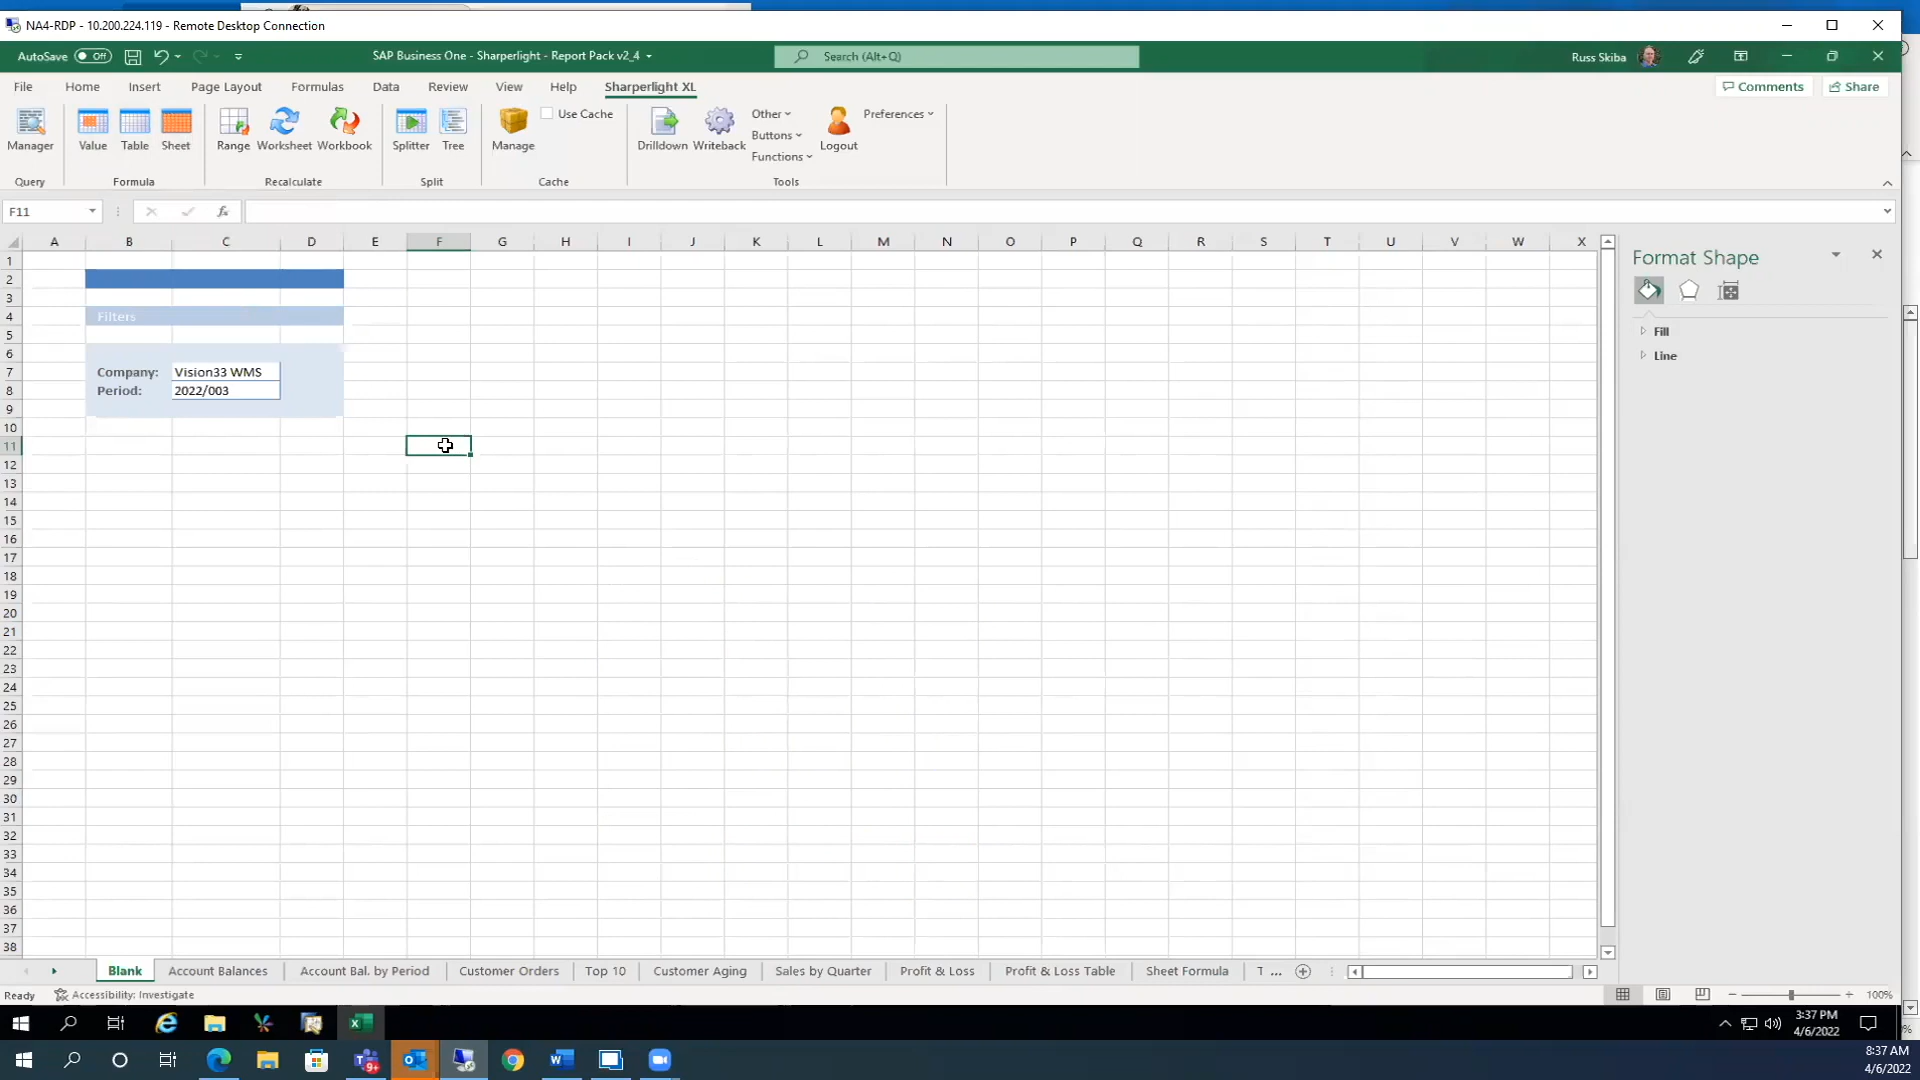 NA4-RDP - 10.200.224.119 - Remote Desktop Connection
AutoSave Off SAP Business One - Sharperlight - Report Pack v2_4 Search (Alt+Q) Russ Skiba
File Home Insert Page Layout Formulas Data Review View Help Sharperlight XL Comments Share
Manager Value Table Sheet Range Worksheet Workbook Splitter Tree Manage Use Cache Drilldown Writeback Other Buttons Functions Logout Preferences
Query Formula Recalculate Split Cache Tools
F11 fx
A B C D E F G H I J K L M N O P Q R S T U V W X
1
2
3
4 Filters
5
6
7 Company: Vision33 WMS
8 Period: 2022/003
9
10
11
12
13
14
15
16
17
18
19
20
21
22
23
24
25
26
27
28
29
30
31
32
33
34
35
36
37
38
Format Shape
Fill
Line
Blank Account Balances Account Bal. by Period Customer Orders Top 10 Customer Aging Sales by Quarter Profit & Loss Profit & Loss Table Sheet Formula T ...
Ready Accessibility: Investigate 100%
3:37 PM
4/6/2022
9+
8:37 AM
4/6/2022